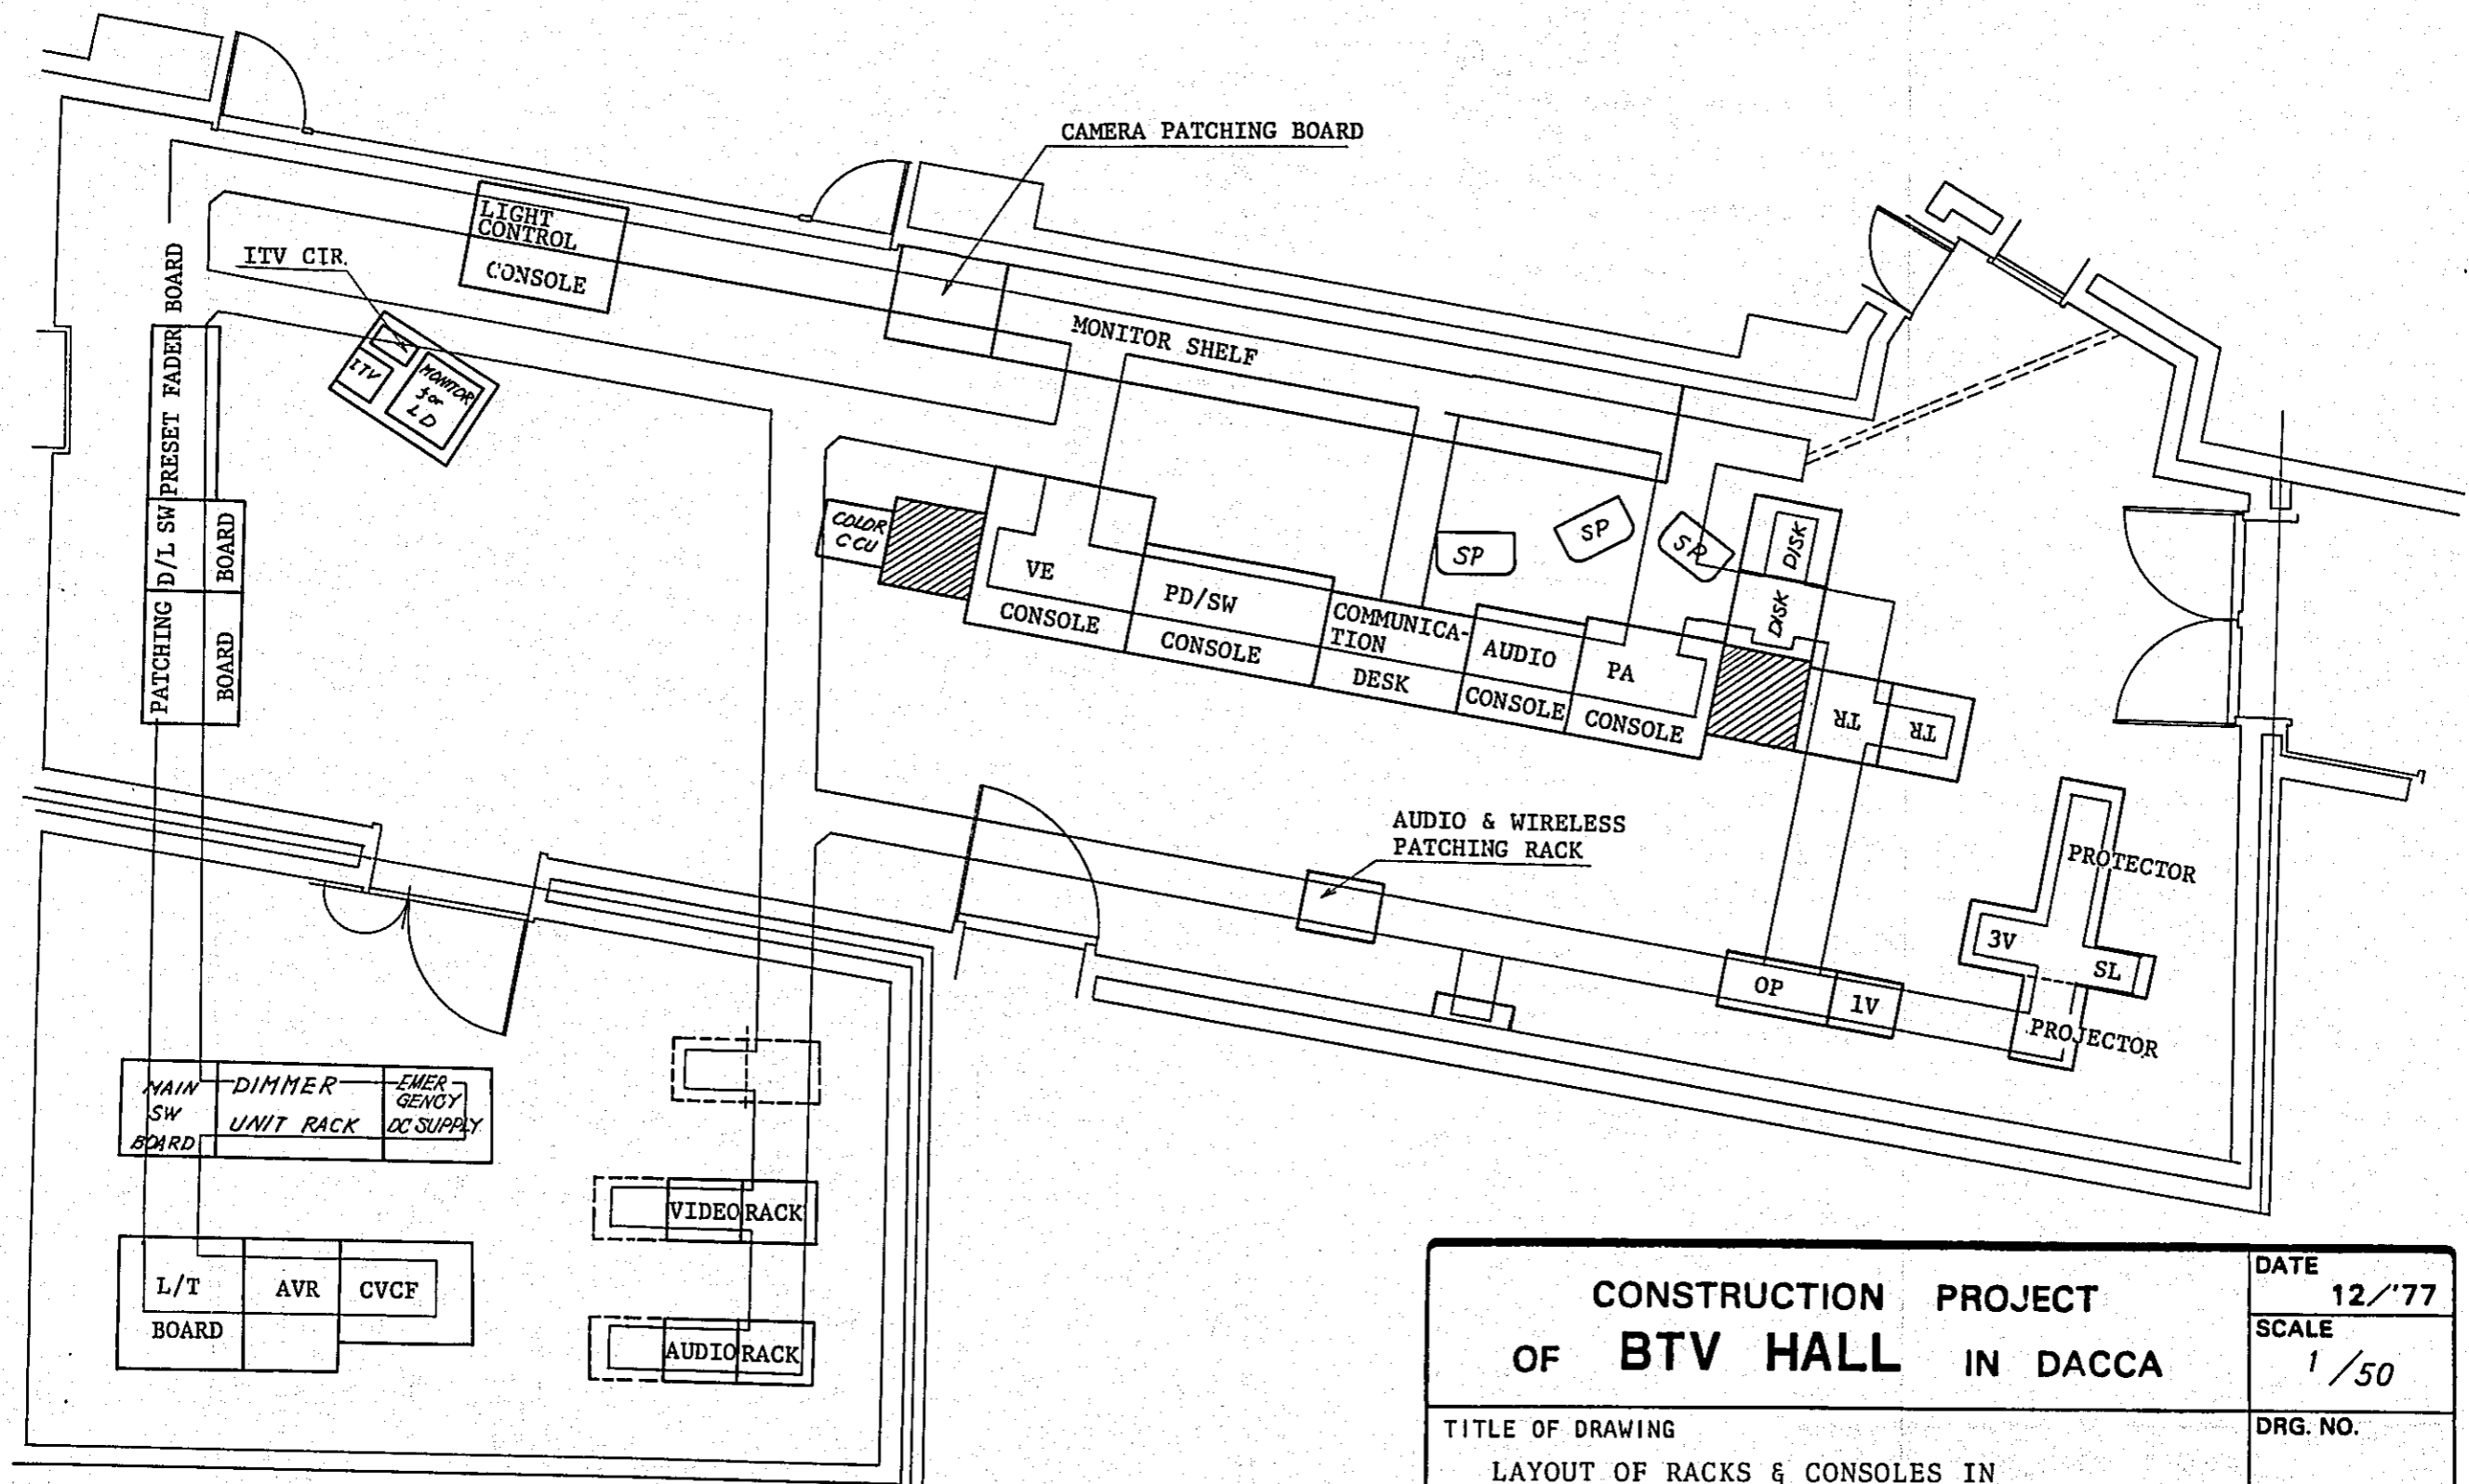 CAMERA PATCHING BOARD
LIGHT
CONTROL
CONSOLE
ITV CTR.
PRESET FADER BOARD
ITV
MONITOR
for
LD
MONITOR SHELF
D/L SW
BOARD
PATCHING
BOARD
COLOR
CCU
VE
CONSOLE
PD/SW
CONSOLE
COMMUNICA-
TION
DESK
AUDIO
CONSOLE
PA
CONSOLE
SP
SP
SP
DISK
DISK
TR
TR
AUDIO & WIRELESS
PATCHING RACK
PROTECTOR
3V
SL
OP
1V
PROJECTOR
MAIN
SW
BOARD
DIMMER
UNIT RACK
EMER
GENCY
DC SUPPLY
L/T
BOARD
AVR
CVCF
VIDEO RACK
AUDIO RACK
CONSTRUCTION PROJECT
OF BTV HALL IN DACCA
DATE
12/'77
SCALE
1/50
TITLE OF DRAWING
LAYOUT OF RACKS & CONSOLES IN
DRG. NO.